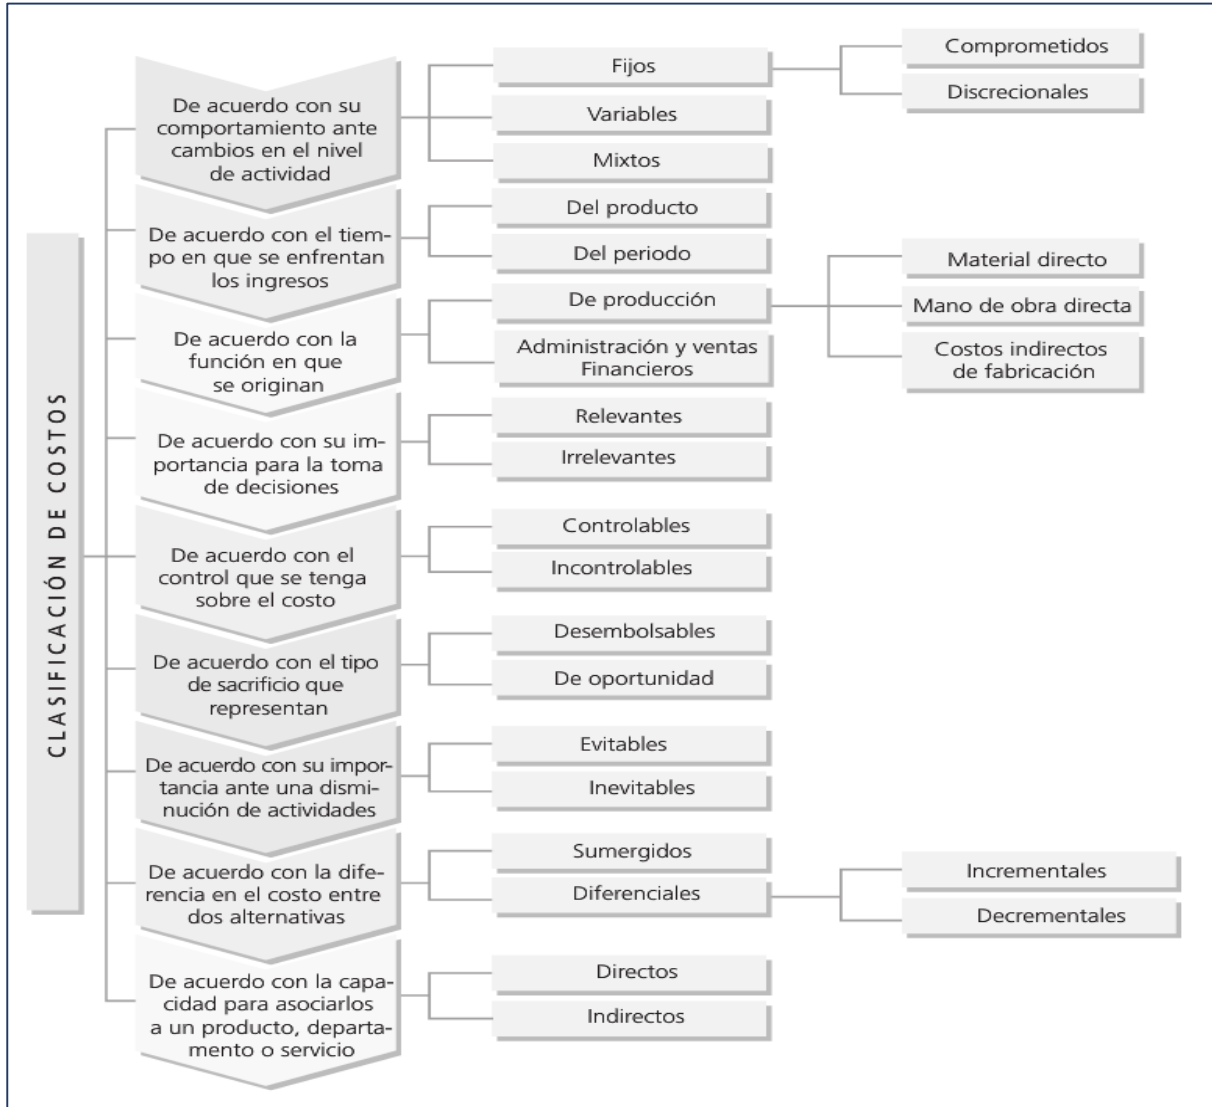 CLASIFICACIÓN DE COSTOS
De acuerdo con su
comportamiento ante
cambios en el nivel
de actividad
Fijos
Comprometidos
Discrecionales
Variables
Mixtos
De acuerdo con el tiem-
po en que se enfrentan
los ingresos
Del producto
Del periodo
De acuerdo con la
función en que
se originan
De producción
Material directo
Mano de obra directa
Costos indirectos
de fabricación
Administración y ventas
Financieros
De acuerdo con su im-
portancia para la toma
de decisiones
Relevantes
Irrelevantes
De acuerdo con el
control que se tenga
sobre el costo
Controlables
Incontrolables
De acuerdo con el tipo
de sacrificio que
representan
Desembolsables
De oportunidad
De acuerdo con su impor-
tancia ante una dismi-
nución de actividades
Evitables
Inevitables
De acuerdo con la dife-
rencia en el costo entre
dos alternativas
Sumergidos
Diferenciales
Incrementales
Decrementales
De acuerdo con la capa-
cidad para asociarlos
a un producto, departa-
mento o servicio
Directos
Indirectos